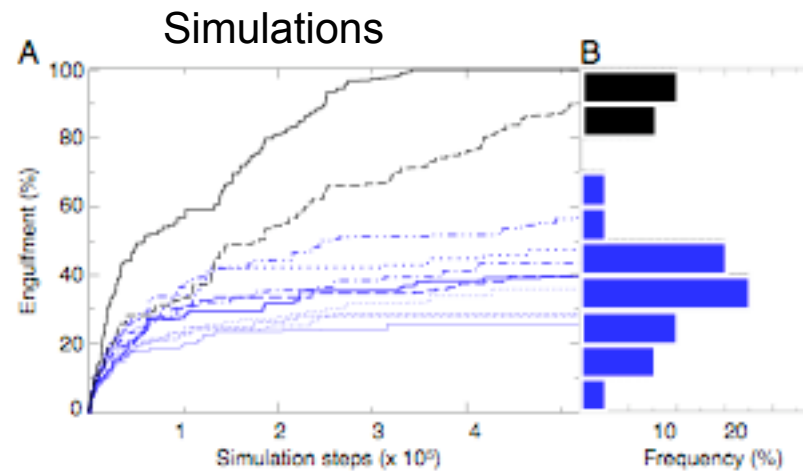 Simulations
A
B
100
80
60
40
20
0
Engulfment (%)
1 2 3 4
Simulation steps (x 10⁵)
10 20
Frequency (%)